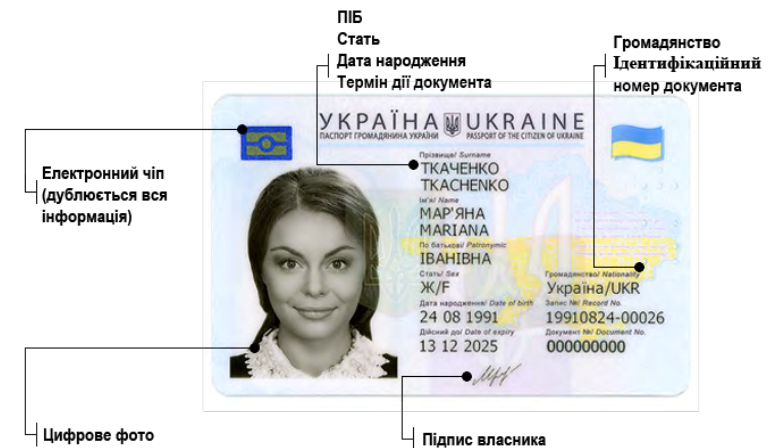 ПІБ
Стать
Дата народження
Термін дії документа
Громадянство
Ідентифікаційний
номер документа
Електронний чіп
(дублюється вся
інформація)
УКРАЇНА UKRAINE
ПАСПОРТ ГРОМАДЯНИНА УКРАЇНИ PASSPORT OF THE CITIZEN OF UKRAINE
Прізвище/ Surname
ТКАЧЕНКО
TKACHENKO
Ім'я/ Name
МАР'ЯНА
MARIANA
По батькові/ Patronymic
ІВАНІВНА
Стать/ Sex
Ж/F
Громадянство/ Nationality
Україна/UKR
Дата народження/ Date of birth
24 08 1991
Запис №/ Record No.
19910824-00026
Дійсний до/ Date of expiry
13 12 2025
Документ №/ Document No.
000000000
Цифрове фото
Підпис власника